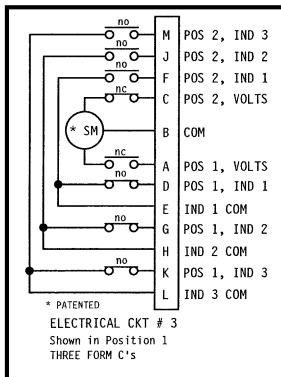 no M POS 2, IND 3
no J POS 2, IND 2
no F POS 2, IND 1
nc C POS 2, VOLTS
* SM B COM
nc A POS 1, VOLTS
no D POS 1, IND 1
E IND 1 COM
no G POS 1, IND 2
H IND 2 COM
no K POS 1, IND 3
L IND 3 COM
* PATENTED
ELECTRICAL CKT # 3
Shown in Position 1
THREE FORM C's